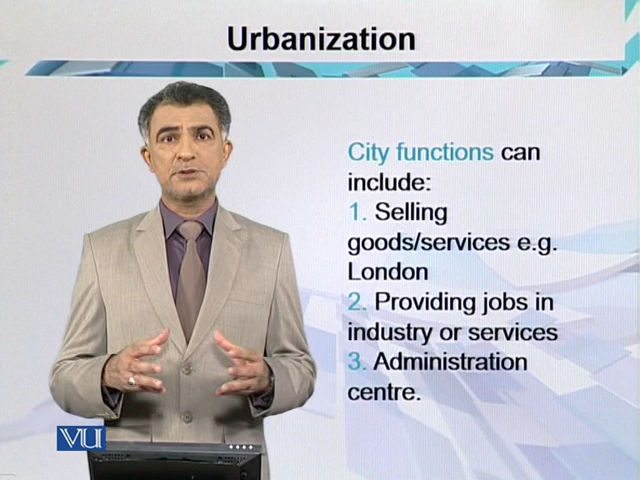 Urbanization
City functions can
include:
1. Selling
goods/services e.g.
London
2. Providing jobs in
industry or services
3. Administration
centre.
VU